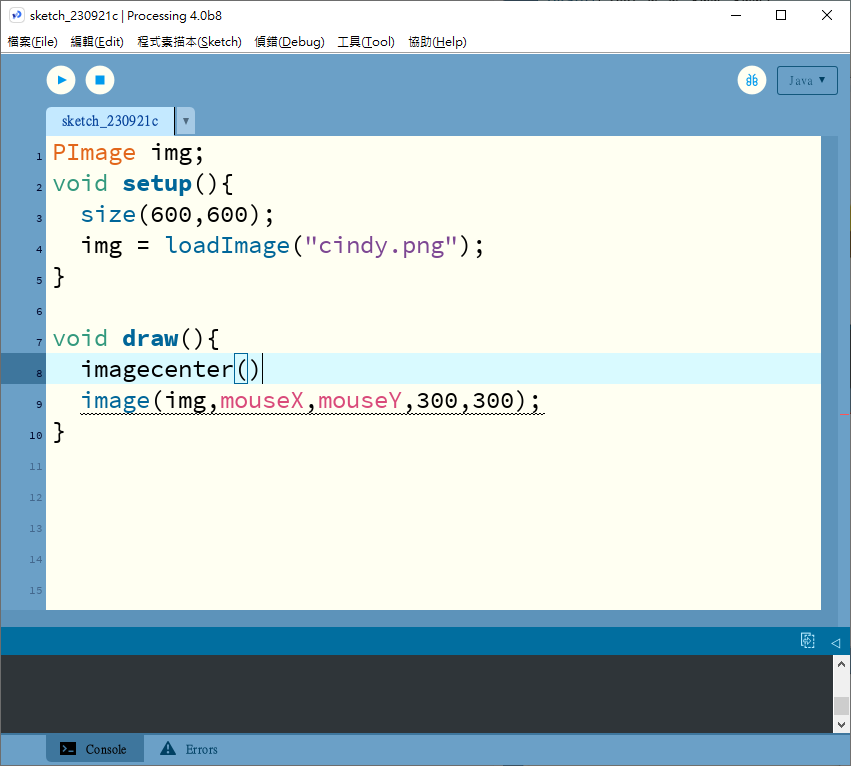 sketch_230921c | Processing 4.0b8
檔案(File) 編輯(Edit) 程式素描本(Sketch) 偵錯(Debug) 工具(Tool) 協助(Help)
Java ▼
sketch_230921c ▼
1 PImage img;
2 void setup(){
3 size(600,600);
4 img = loadImage("cindy.png");
5 }
6
7 void draw(){
8 imagecenter()
9 image(img,mouseX,mouseY,300,300);
10 }
11
12
13
14
15
Console Errors